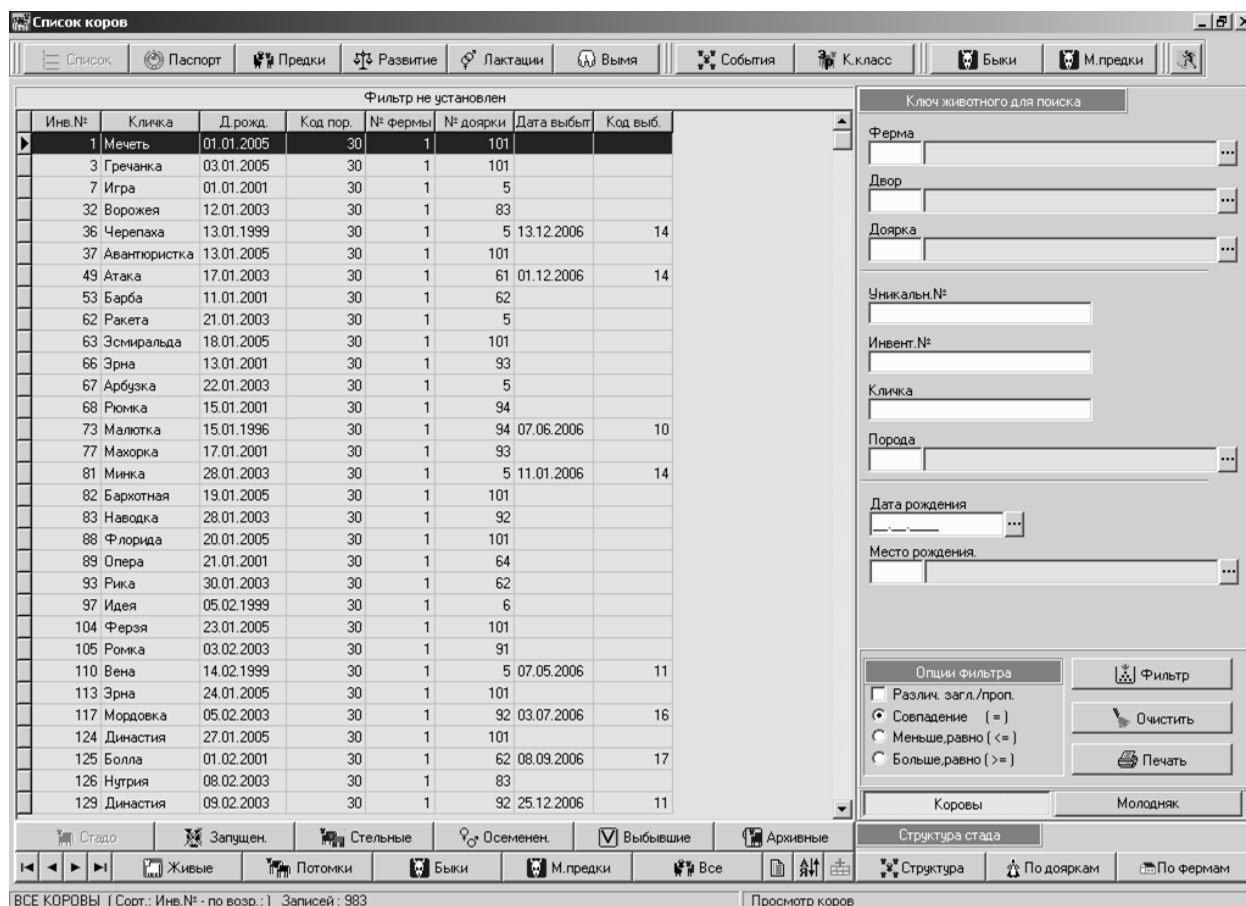 Список коров
Список Паспорт Предки Развитие Лактации Вымя События К.класс Быки М.предки
Фильтр не установлен
Инв.№ Кличка Д.рожд. Код пор. № фермы № доярки Дата выбыт Код выб.
1 Мечеть 01.01.2005 30 1 101
3 Гречанка 03.01.2005 30 1 101
7 Игра 01.01.2001 30 1 5
32 Ворожея 12.01.2003 30 1 83
36 Черепаха 13.01.1999 30 1 5 13.12.2006 14
37 Авантюристка 13.01.2005 30 1 101
49 Атака 17.01.2003 30 1 61 01.12.2006 14
53 Барба 11.01.2001 30 1 62
62 Ракета 21.01.2003 30 1 5
63 Эсмиральда 18.01.2005 30 1 101
66 Эрна 13.01.2001 30 1 93
67 Арбузка 22.01.2003 30 1 5
68 Рюмка 15.01.2001 30 1 94
73 Малютка 15.01.1996 30 1 94 07.06.2006 10
77 Махорка 17.01.2001 30 1 93
81 Минка 28.01.2003 30 1 5 11.01.2006 14
82 Бархотная 19.01.2005 30 1 101
83 Наводка 28.01.2003 30 1 92
88 Флорида 20.01.2005 30 1 101
89 Опера 21.01.2001 30 1 64
93 Рика 30.01.2003 30 1 62
97 Идея 05.02.1999 30 1 6
104 Ферзя 23.01.2005 30 1 101
105 Ромка 03.02.2003 30 1 91
110 Вена 14.02.1999 30 1 5 07.05.2006 11
113 Эрна 24.01.2005 30 1 101
117 Мордовка 05.02.2003 30 1 92 03.07.2006 16
124 Династия 27.01.2005 30 1 101
125 Болла 01.02.2001 30 1 62 08.09.2006 17
126 Нутрия 08.02.2003 30 1 83
129 Династия 09.02.2003 30 1 92 25.12.2006 11
Ключ животного для поиска
Ферма
...
Двор
...
Доярка
...
Уникальн.№
Инвент.№
Кличка
Порода
...
Дата рождения
__.__.____ ...
Место рождения.
...
Опции фильтра
Различ. загл./проп.
Совпадение ( = )
Меньше,равно ( <= )
Больше,равно ( >= )
Фильтр
Очистить
Печать
Коровы Молодняк
Стадо Запущен. Стельные Осеменен. Выбывшие Архивные Структура стада
Живые Потомки Быки М.предки Все Структура По дояркам По фермам
ВСЕ КОРОВЫ ( Сорт.: Инв.№ - по возр.; ) Записей : 983 Просмотр коров